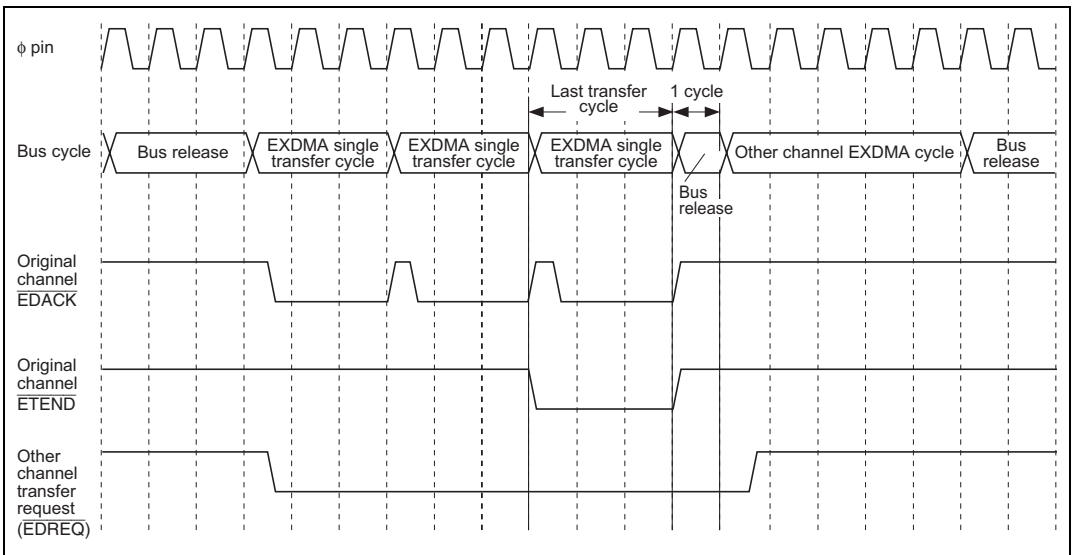 φ pin
Last transfer
cycle
1 cycle
Bus cycle
Bus release
EXDMA single
transfer cycle
EXDMA single
transfer cycle
EXDMA single
transfer cycle
Bus
release
Other channel EXDMA cycle
Bus
release
Original
channel
EDACK
Original
channel
ETEND
Other
channel
transfer
request
(EDREQ)